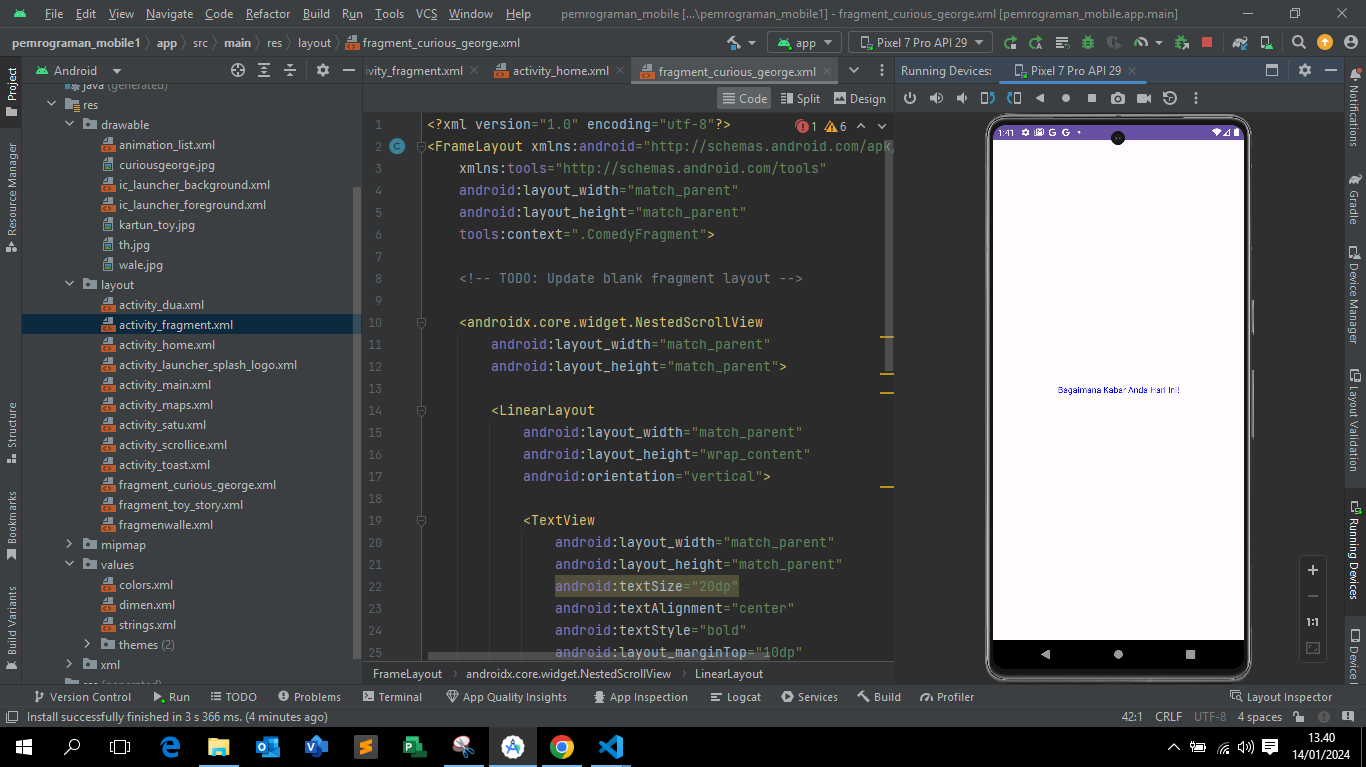 File Edit View Navigate Code Refactor Build Run Tools VCS Window Help pemrograman_mobile [...\pemrograman_mobile1] - fragment_curious_george.xml [pemrograman_mobile.app.main]
pemrograman_mobile1 app src main res layout fragment_curious_george.xml app Pixel 7 Pro API 29
Android ivity_fragment.xml activity_home.xml fragment_curious_george.xml Running Devices: Pixel 7 Pro API 29
Code Split Design
java (generated)
res
drawable
animation_list.xml
curiousgeorge.jpg
ic_launcher_background.xml
ic_launcher_foreground.xml
kartun_toy.jpg
th.jpg
wale.jpg
layout
activity_dua.xml
activity_fragment.xml
activity_home.xml
activity_launcher_splash_logo.xml
activity_main.xml
activity_maps.xml
activity_satu.xml
activity_scrollice.xml
activity_toast.xml
fragment_curious_george.xml
fragment_toy_story.xml
fragmenwalle.xml
mipmap
values
colors.xml
dimen.xml
strings.xml
themes (2)
xml
res (generated)
Project
Resource Manager
Structure
Bookmarks
Build Variants
1 <?xml version="1.0" encoding="utf-8"?> 1 6
2 <FrameLayout xmlns:android="http://schemas.android.com/apk/
3 xmlns:tools="http://schemas.android.com/tools"
4 android:layout_width="match_parent"
5 android:layout_height="match_parent"
6 tools:context=".ComedyFragment">
7
8 <!-- TODO: Update blank fragment layout -->
9
10 <androidx.core.widget.NestedScrollView
11 android:layout_width="match_parent"
12 android:layout_height="match_parent">
13
14 <LinearLayout
15 android:layout_width="match_parent"
16 android:layout_height="wrap_content"
17 android:orientation="vertical">
18
19 <TextView
20 android:layout_width="match_parent"
21 android:layout_height="match_parent"
22 android:textSize="20dp"
23 android:textAlignment="center"
24 android:textStyle="bold"
25 android:layout_marginTop="10dp"
FrameLayout androidx.core.widget.NestedScrollView LinearLayout
1:41 G G
Bagaimana Kabar Anda Hari Ini!
1:1
Notifications
Gradle
Device Manager
Layout Validation
Running Devices
Version Control Run TODO Problems Terminal App Quality Insights App Inspection Logcat Services Build Profiler Layout Inspector
Install successfully finished in 3 s 366 ms. (4 minutes ago) 42:1 CRLF UTF-8 4 spaces
13.40
14/01/2024